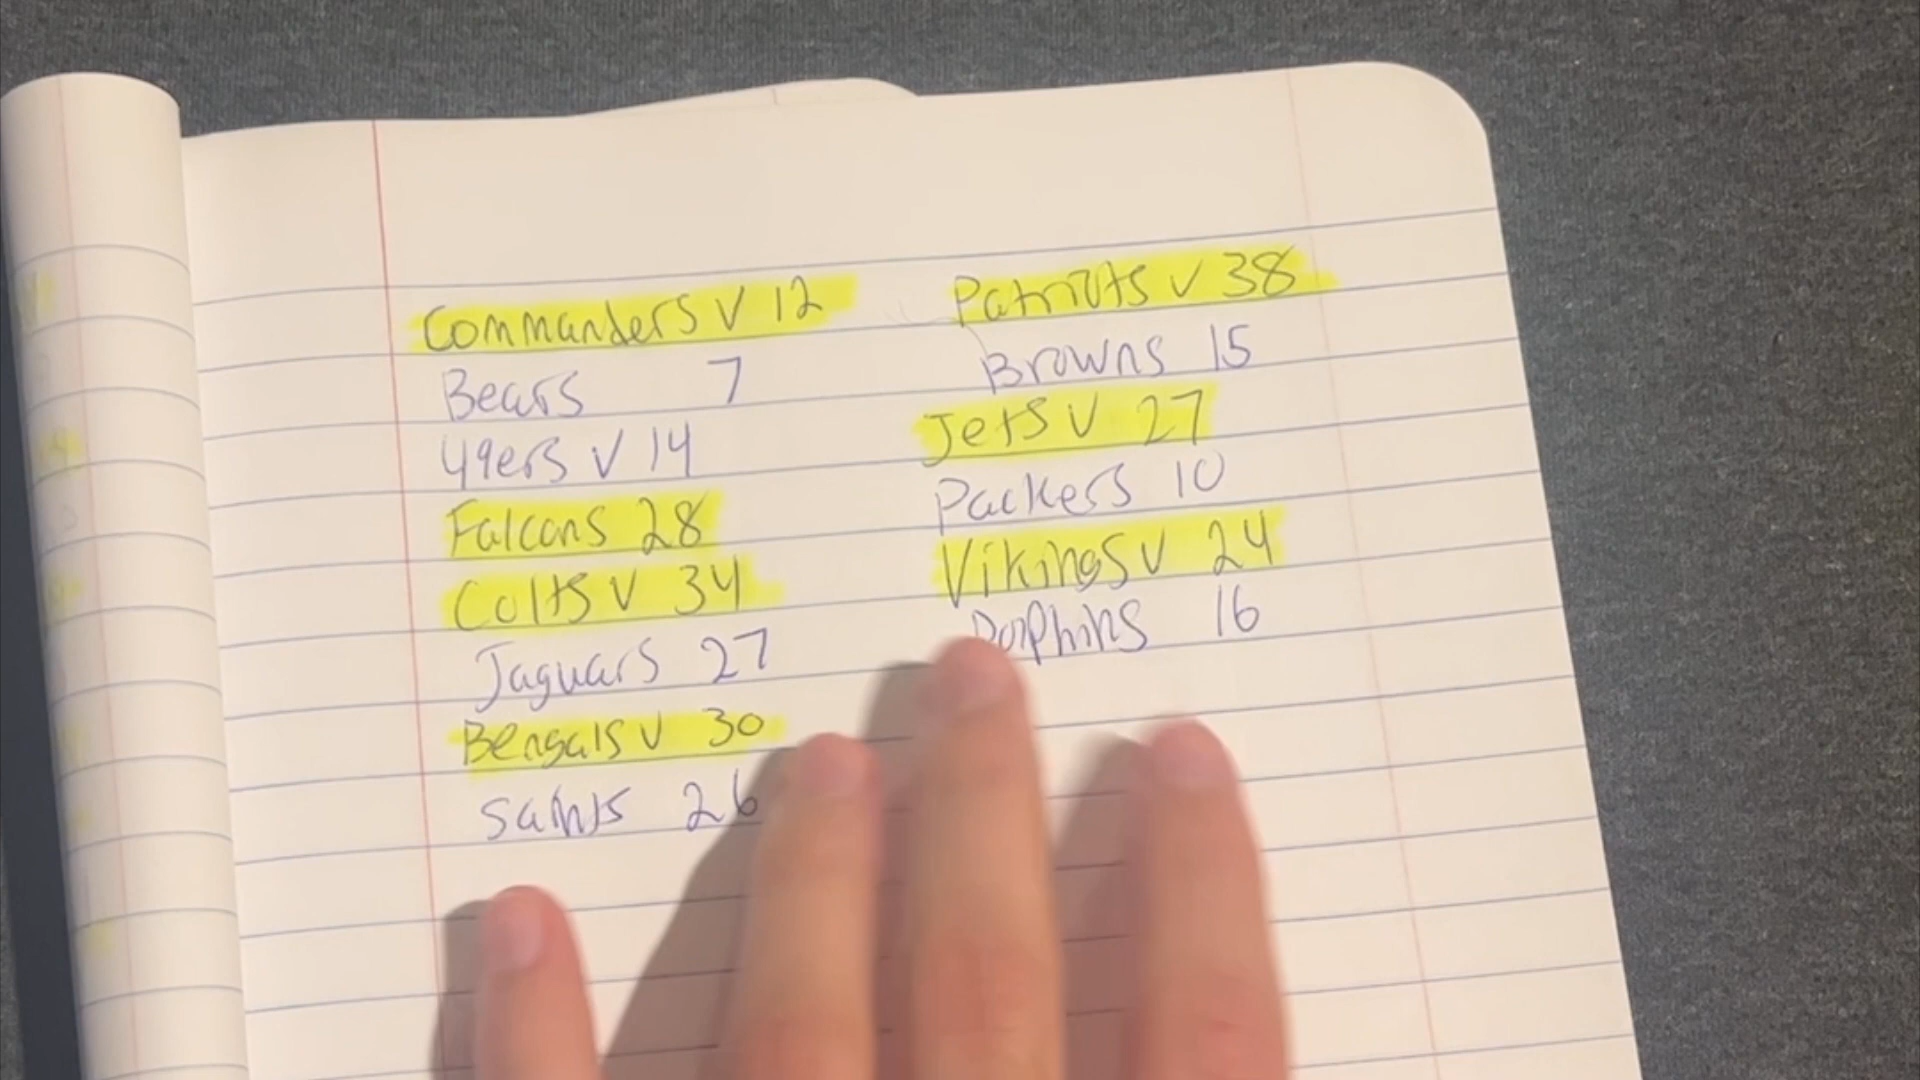 Commanders v 12
Bears 7
49ers v 14
Falcons 28
Colts v 34
Jaguars 27
Bengals v 30
Saints 26
Patriots v 38
Browns 15
Jets v 27
Packers 10
Vikings v 24
Dolphins 16